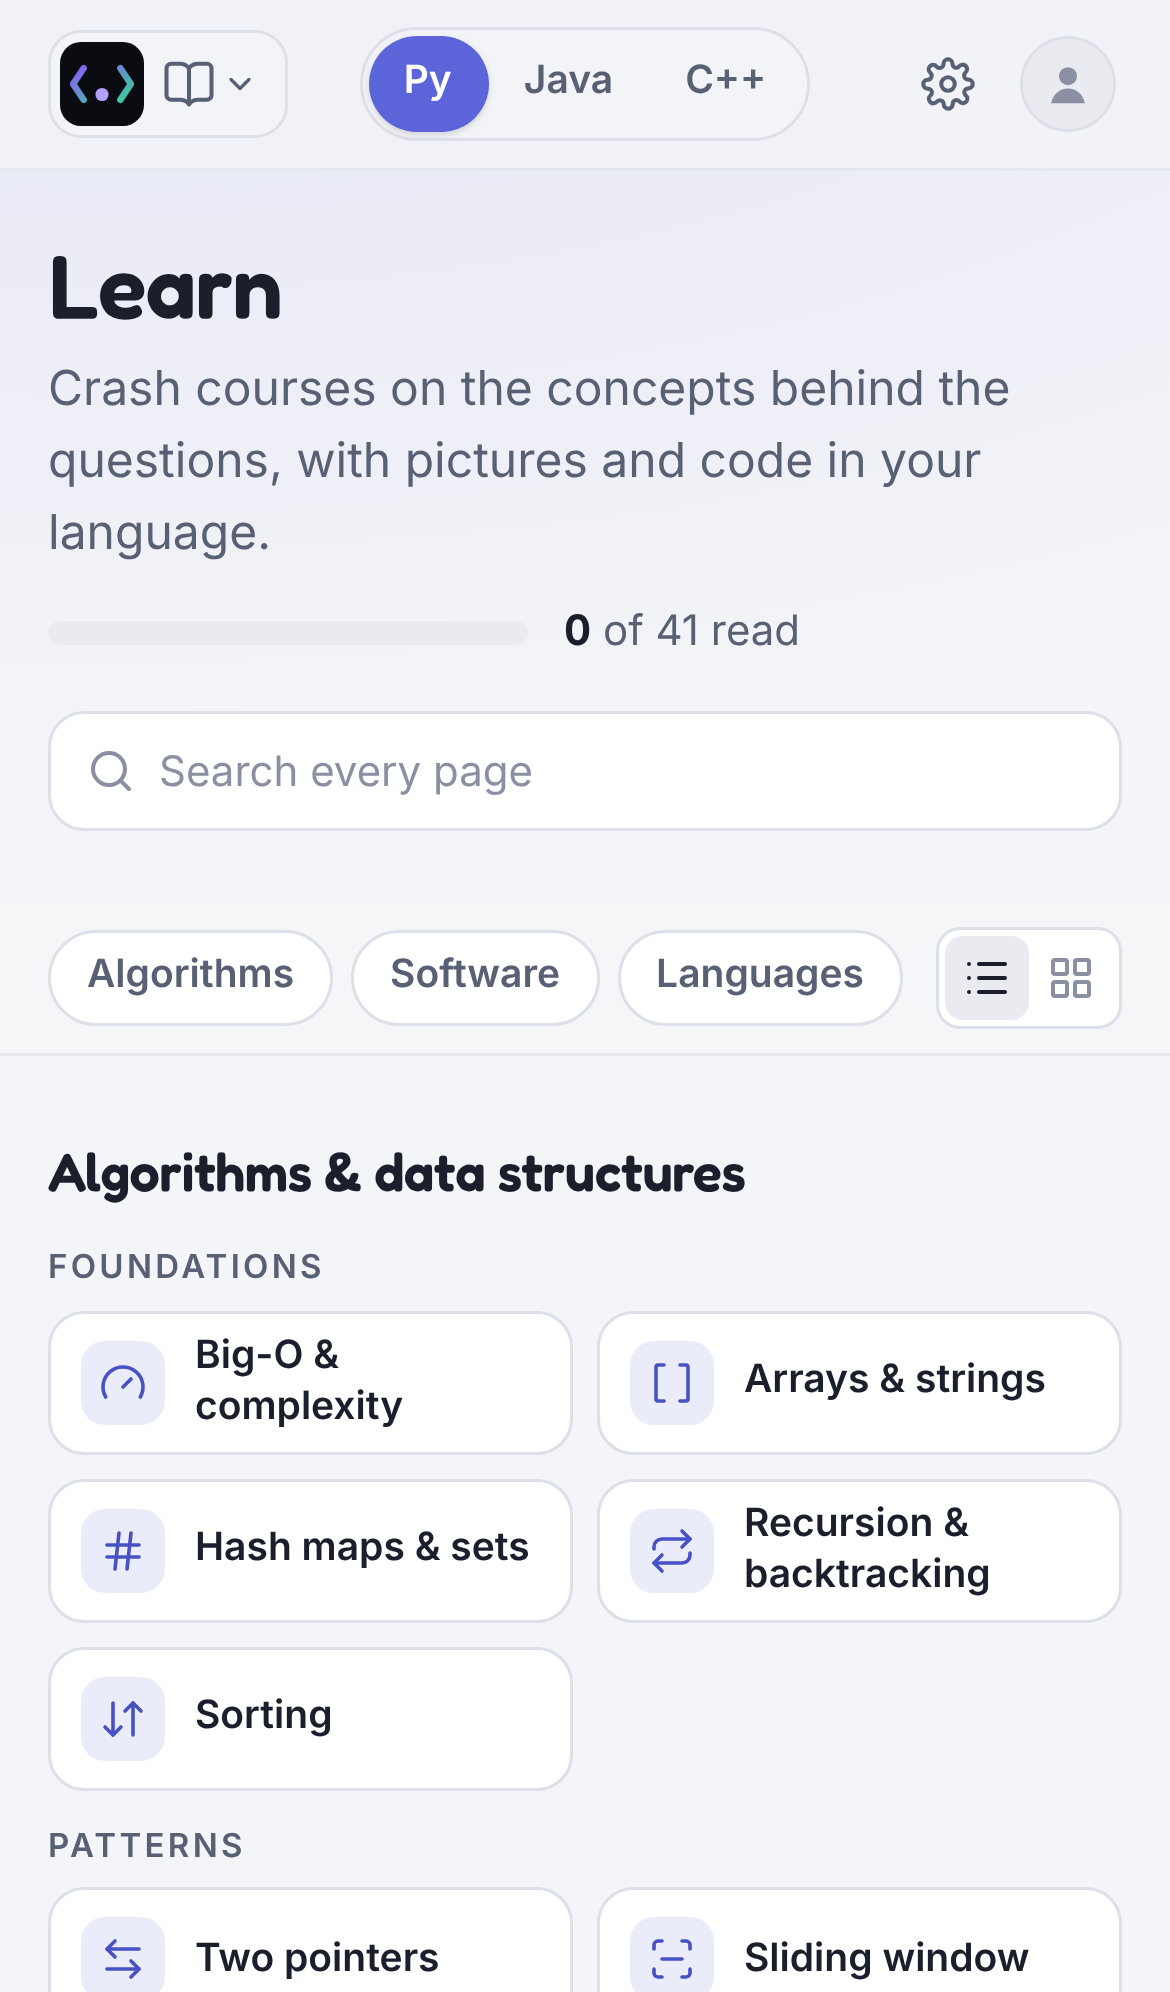 Py Java C++
Learn
Crash courses on the concepts behind the
questions, with pictures and code in your
language.
0 of 41 read
Search every page
Algorithms Software Languages
Algorithms & data structures
FOUNDATIONS
Big-O &
complexity
Arrays & strings
Hash maps & sets
Recursion &
backtracking
Sorting
PATTERNS
Two pointers
Sliding window